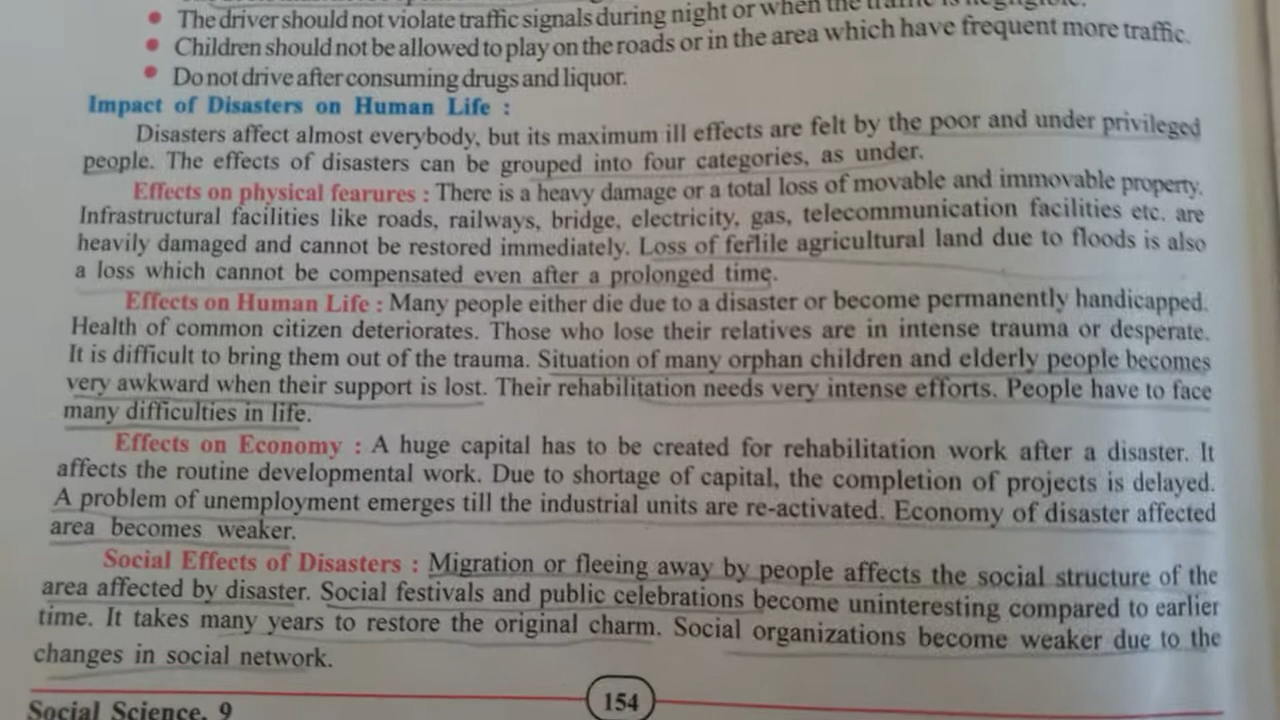 The driver should not violate traffic signals during night or when the traffic is negligible.
Children should not be allowed to play on the roads or in the area which have frequent more traffic.
Do not drive after consuming drugs and liquor.
Impact of Disasters on Human Life :
Disasters affect almost everybody, but its maximum ill effects are felt by the poor and under privileged
people. The effects of disasters can be grouped into four categories, as under.
Effects on physical fearures : There is a heavy damage or a total loss of movable and immovable property.
Infrastructural facilities like roads, railways, bridge, electricity, gas, telecommunication facilities etc. are
heavily damaged and cannot be restored immediately. Loss of ferlile agricultural land due to floods is also
a loss which cannot be compensated even after a prolonged time.
Effects on Human Life : Many people either die due to a disaster or become permanently handicapped.
Health of common citizen deteriorates. Those who lose their relatives are in intense trauma or desperate.
It is difficult to bring them out of the trauma. Situation of many orphan children and elderly people becomes
very awkward when their support is lost. Their rehabilitation needs very intense efforts. People have to face
many difficulties in life.
Effects on Economy : A huge capital has to be created for rehabilitation work after a disaster. It
affects the routine developmental work. Due to shortage of capital, the completion of projects is delayed.
A problem of unemployment emerges till the industrial units are re-activated. Economy of disaster affected
area becomes weaker.
Social Effects of Disasters : Migration or fleeing away by people affects the social structure of the
area affected by disaster. Social festivals and public celebrations become uninteresting compared to earlier
time. It takes many years to restore the original charm. Social organizations become weaker due to the
changes in social network.
154
Social Science, 9